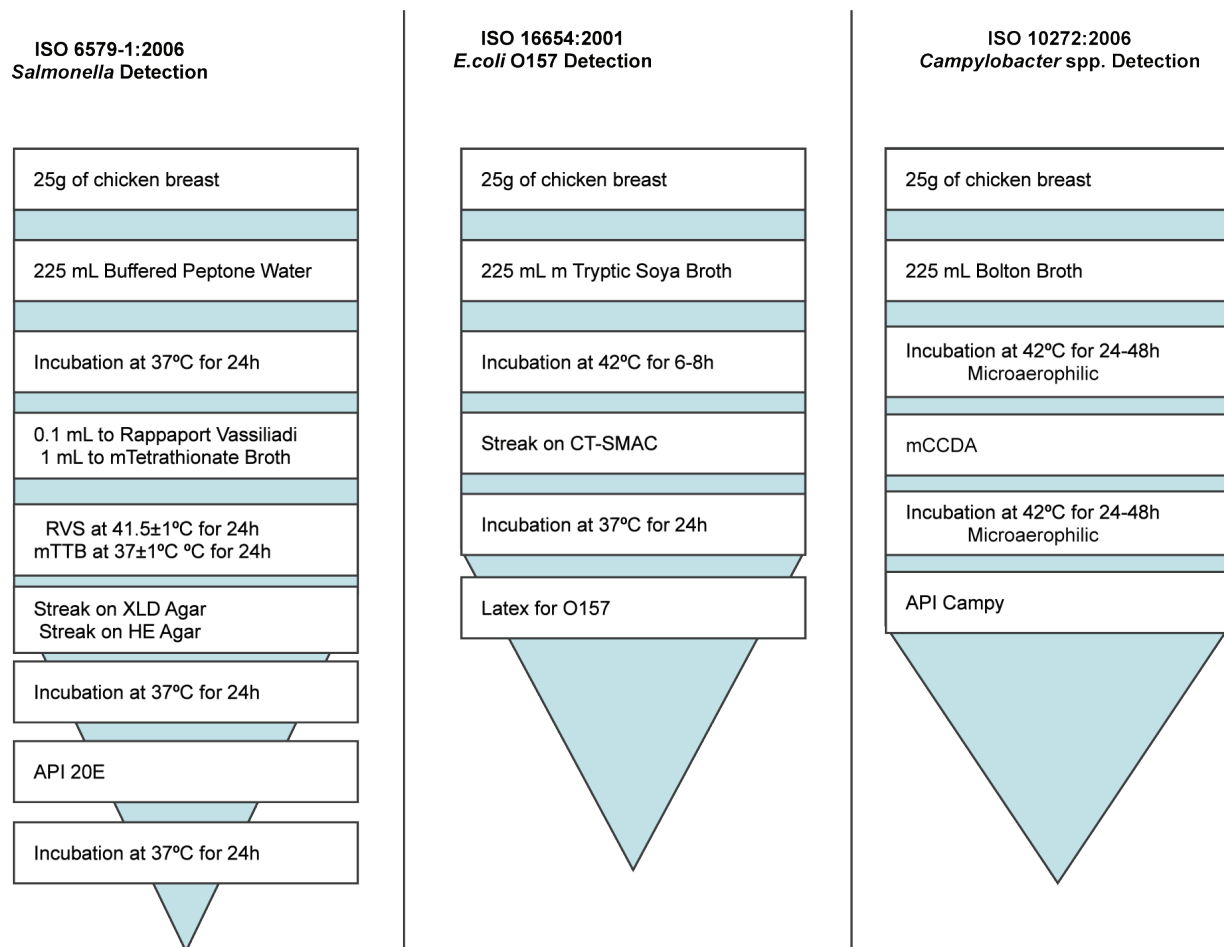 ISO 6579-1:2006
Salmonella Detection
25g of chicken breast
225 mL Buffered Peptone Water
Incubation at 37ºC for 24h
0.1 mL to Rappaport Vassiliadi
1 mL to mTetrathionate Broth
RVS at 41.5±1ºC for 24h
mTTB at 37±1ºC ºC for 24h
Streak on XLD Agar
Streak on HE Agar
Incubation at 37ºC for 24h
API 20E
Incubation at 37ºC for 24h
ISO 16654:2001
E.coli O157 Detection
25g of chicken breast
225 mL m Tryptic Soya Broth
Incubation at 42ºC for 6-8h
Streak on CT-SMAC
Incubation at 37ºC for 24h
Latex for O157
ISO 10272:2006
Campylobacter spp. Detection
25g of chicken breast
225 mL Bolton Broth
Incubation at 42ºC for 24-48h
Microaerophilic
mCCDA
Incubation at 42ºC for 24-48h
Microaerophilic
API Campy